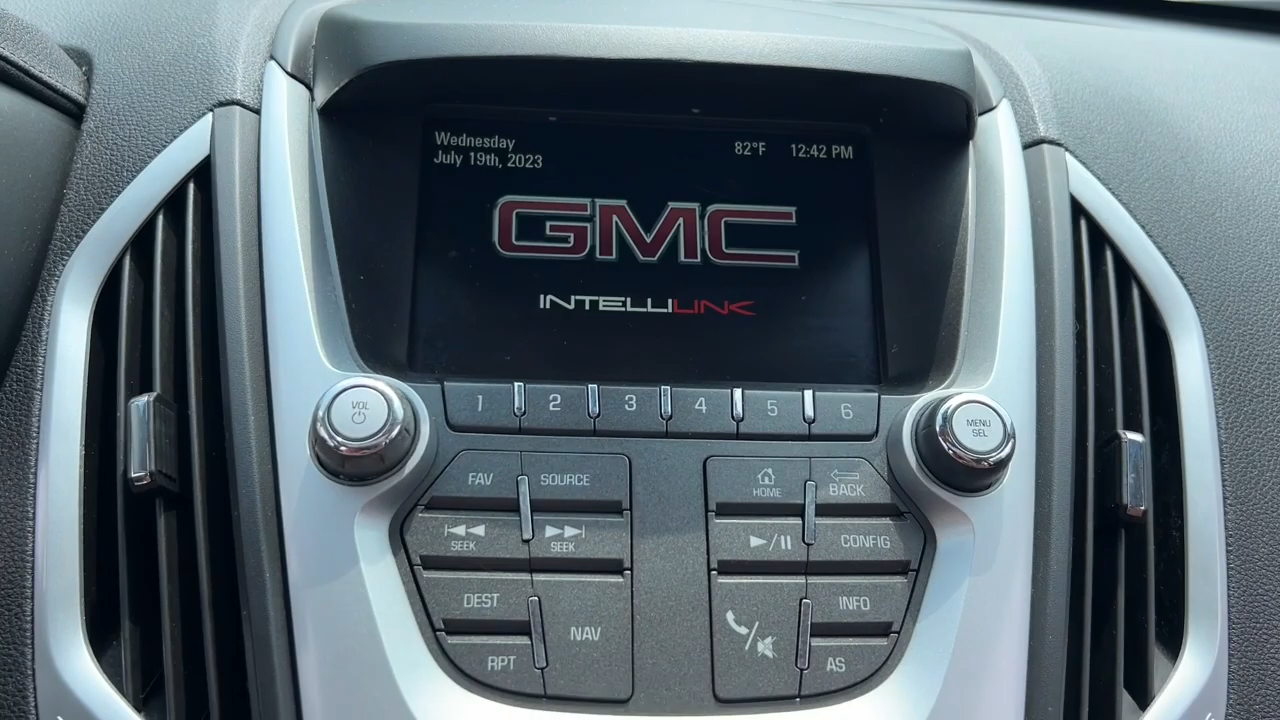 Wednesday
July 19th, 2023
82°F 12:42 PM
GMC
INTELLILINK
1 2 3 4 5 6
VOL
MENU
SEL
FAV SOURCE
SEEK SEEK
DEST
NAV
RPT
HOME BACK
CONFIG
INFO
AS